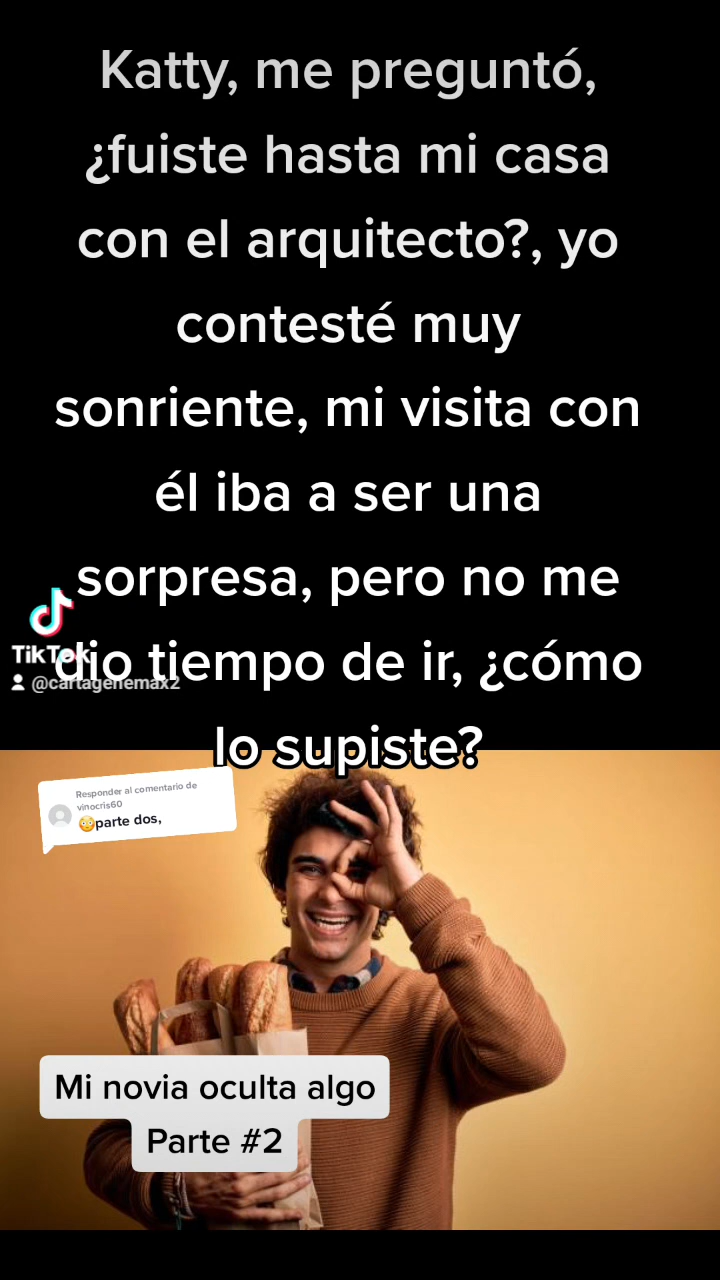 Katty, me preguntó,
¿fuiste hasta mi casa
con el arquitecto?, yo
contesté muy
sonriente, mi visita con
él iba a ser una
sorpresa, pero no me
dio tiempo de ir, ¿cómo
lo supiste?
TikTok
@cartagenemax2
Responder al comentario de
vinocris60
😳parte dos,
Mi novia oculta algo
Parte #2